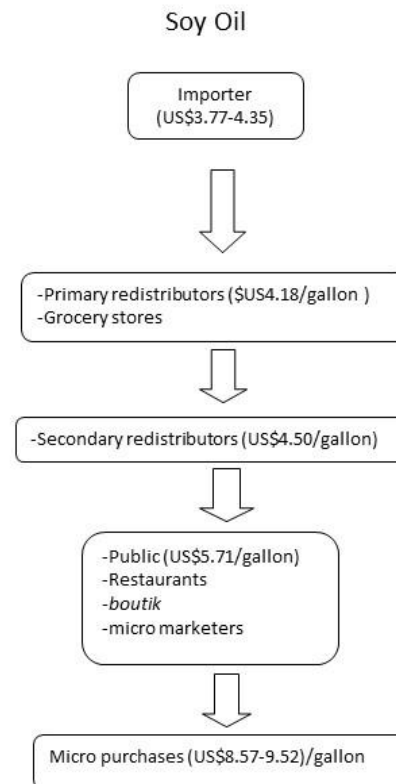 Soy Oil
Importer
(US$3.77-4.35)
-Primary redistributors ($US4.18/gallon )
-Grocery stores
-Secondary redistributors (US$4.50/gallon)
-Public (US$5.71/gallon)
-Restaurants
-boutik
-micro marketers
Micro purchases (US$8.57-9.52)/gallon